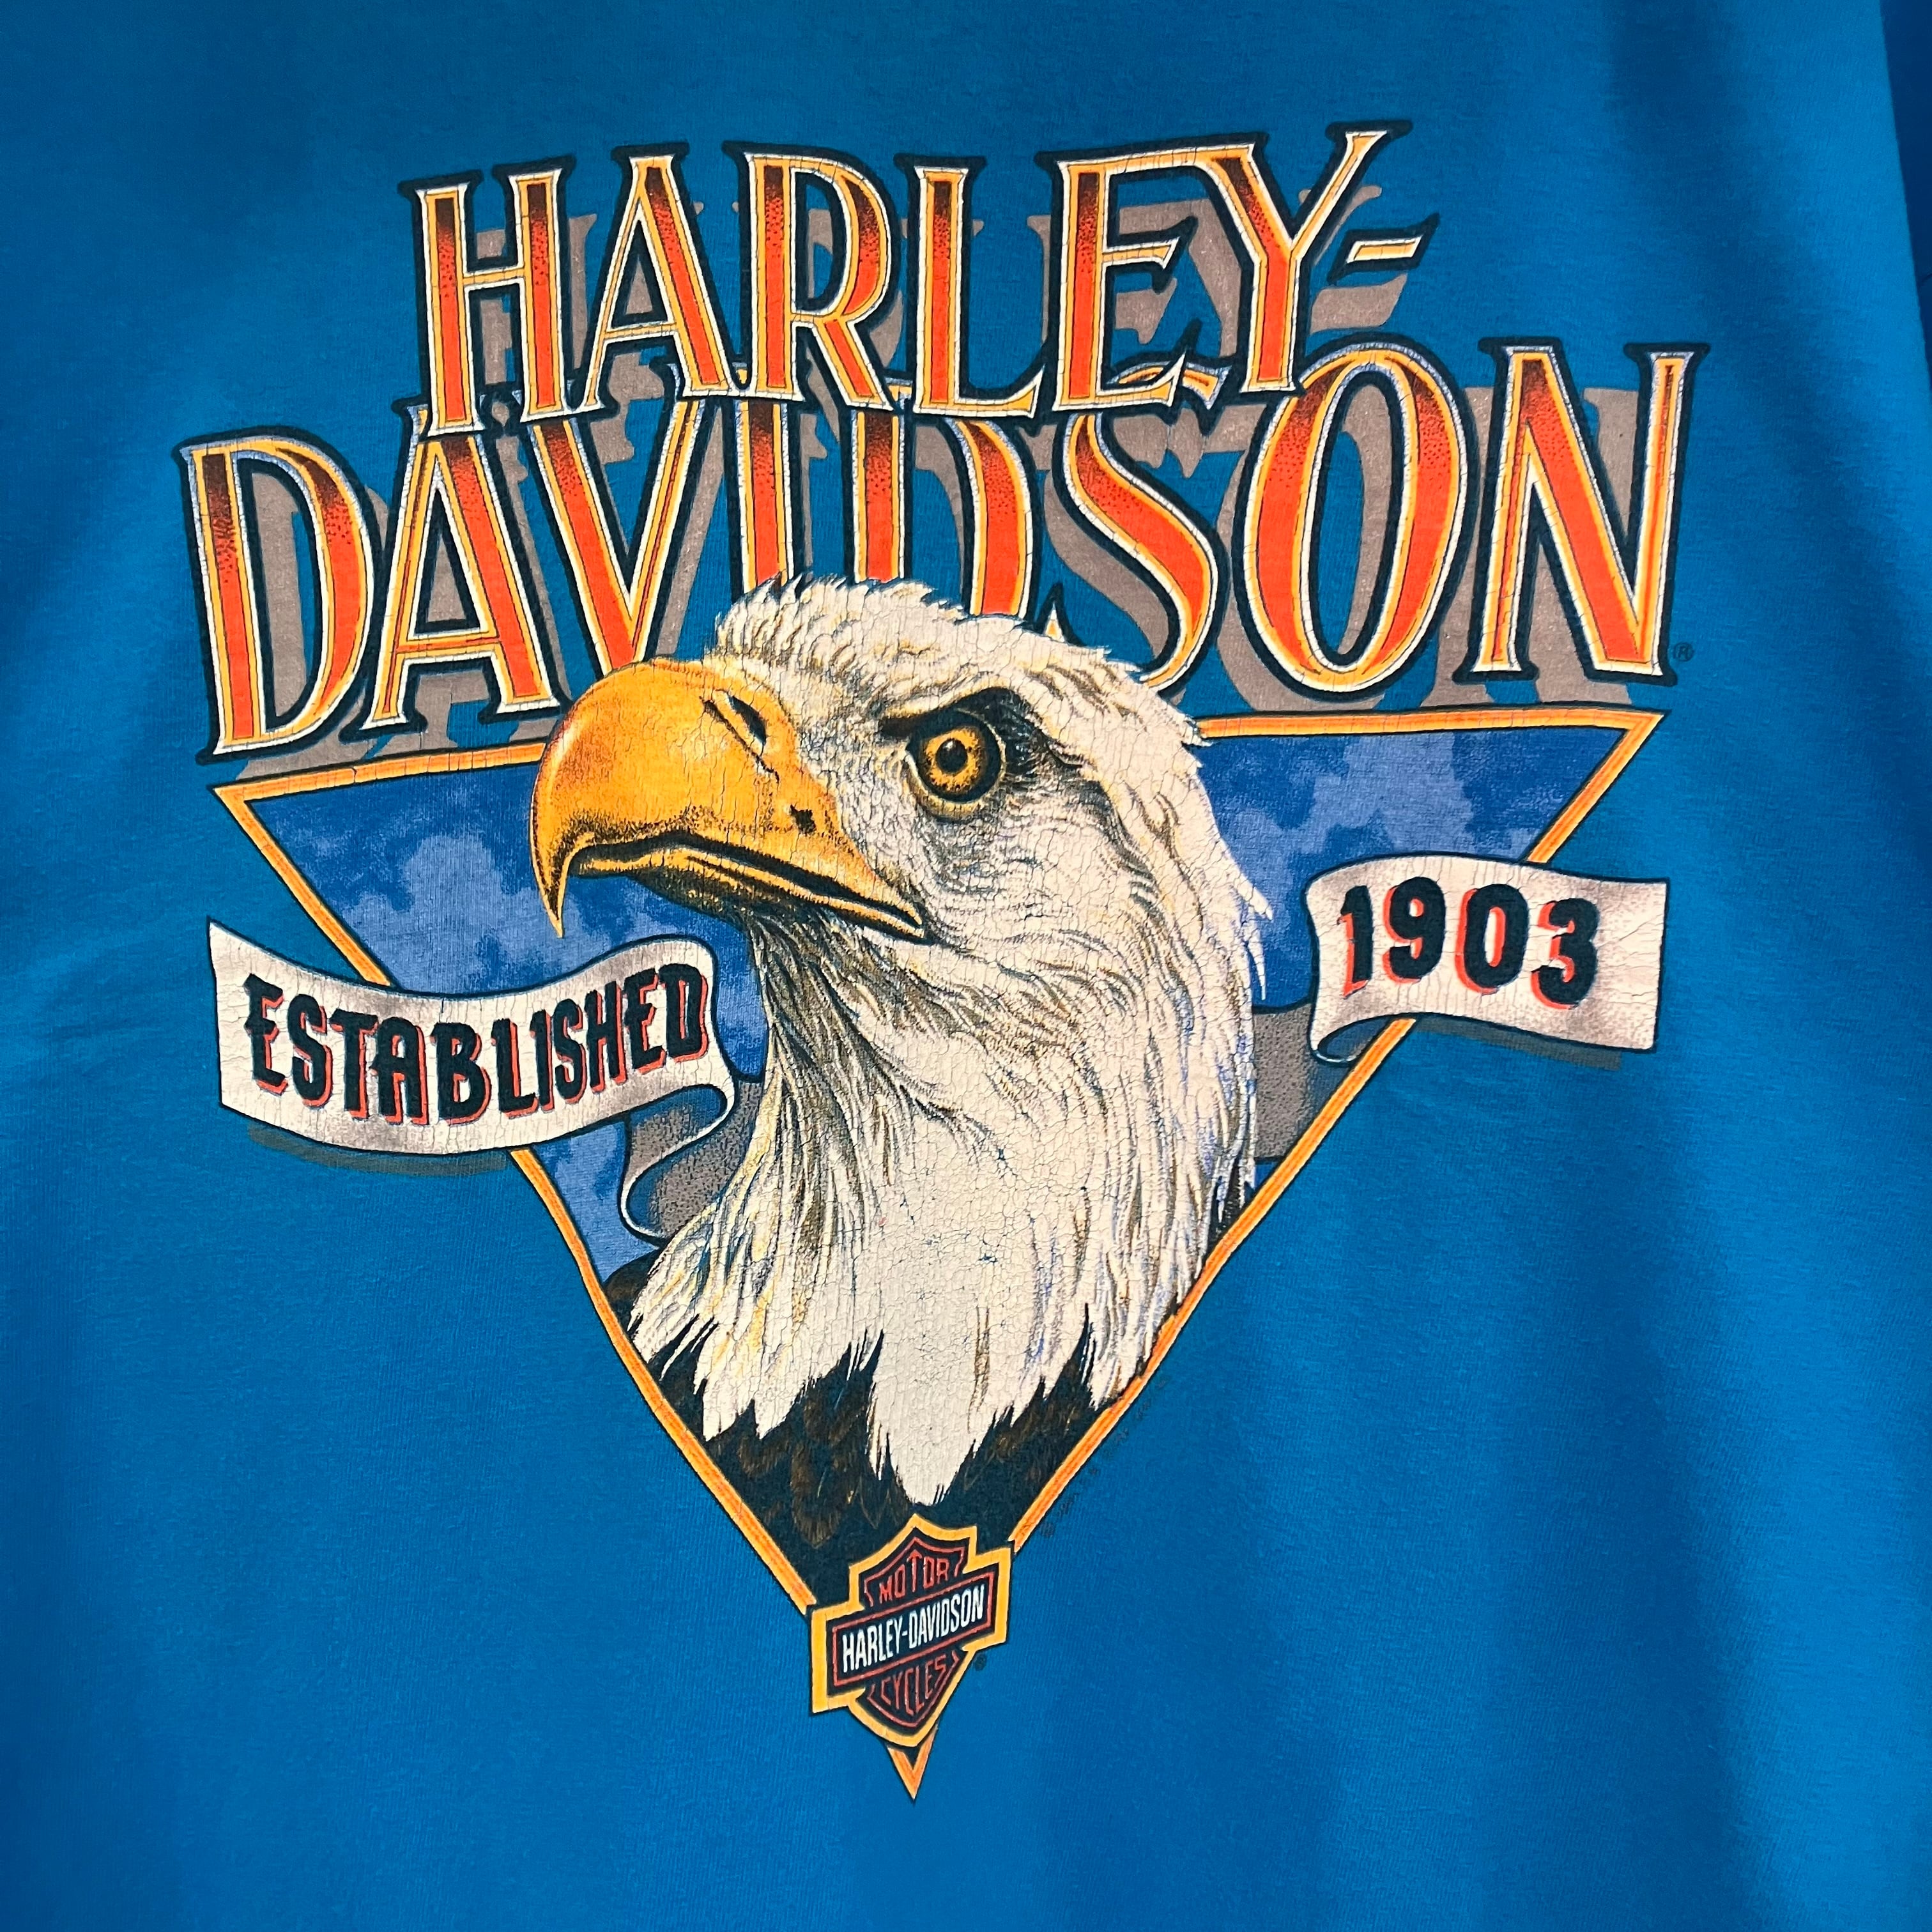 HARLEY-
DAVIDSON®
ESTABLISHED
1903
MOTOR
HARLEY-DAVIDSON
CYCLES
®